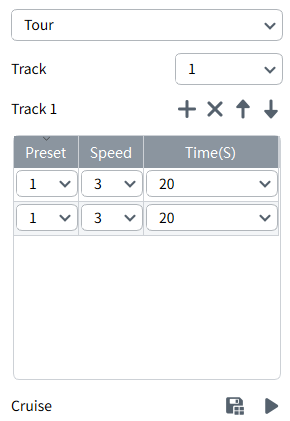 Tour
Track 1
Track 1
Preset Speed Time(S)
1 3 20
1 3 20
Cruise